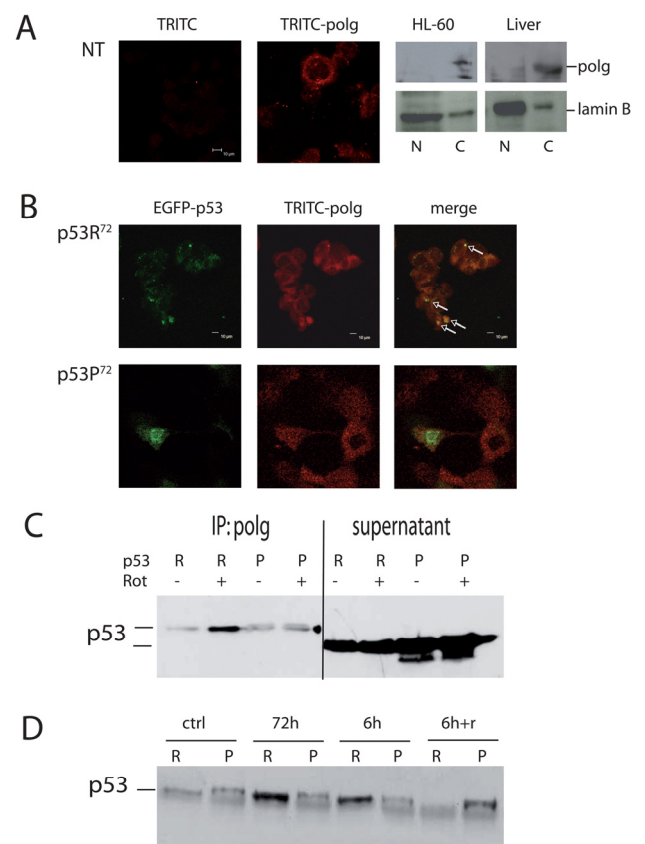 A
TRITC TRITC-polg HL-60 Liver
NT
10 µm
polg
lamin B
N C N C
B
EGFP-p53 TRITC-polg merge
p53R72
10 µm 10 µm 10 µm
p53P72
C
IP:polg supernatant
p53 R R P P R R P P
Rot - + - + - + - +
p53
D
ctrl 72h 6h 6h+r
R P R P R P R P
p53